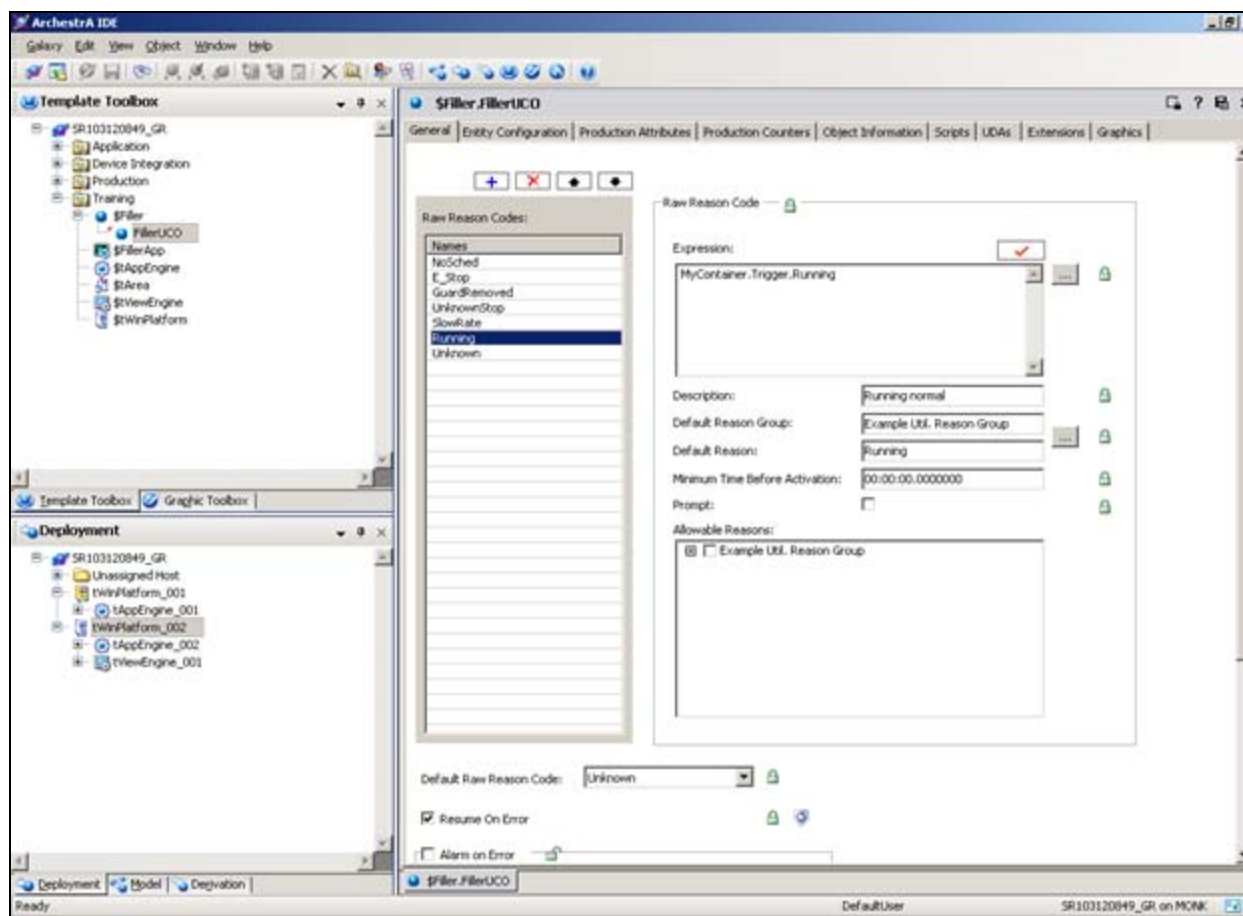 ArchestrA IDE
Galaxy Edit View Object Window Help
Template Toolbox
SR103120849_GR
Application
Device Integration
Production
Training
$Filler
FillerUCO
$FillerApp
$tAppEngine
$tArea
$tViewEngine
$tWinPlatform
Template Toolbox Graphic Toolbox
Deployment
SR103120849_GR
Unassigned Host
tWinPlatform_001
tAppEngine_001
tWinPlatform_002
tAppEngine_002
tViewEngine_001
Deployment Model Derivation
$Filler.FillerUCO
General Entity Configuration Production Attributes Production Counters Object Information Scripts UDAs Extensions Graphics
Raw Reason Codes:
Names
NoSched
E_Stop
GuardRemoved
UnknownStop
SlowRate
Running
Unknown
Raw Reason Code
Expression:
MyContainer.Trigger.Running
...
Description: Running normal
Default Reason Group: Example Util. Reason Group
...
Default Reason: Running
Minimum Time Before Activation: 00:00:00.0000000
Prompt:
Allowable Reasons:
Example Util. Reason Group
Default Raw Reason Code: Unknown
Resume On Error
Alarm on Error
$Filler.FillerUCO
Ready DefaultUser SR103120849_GR on MONK